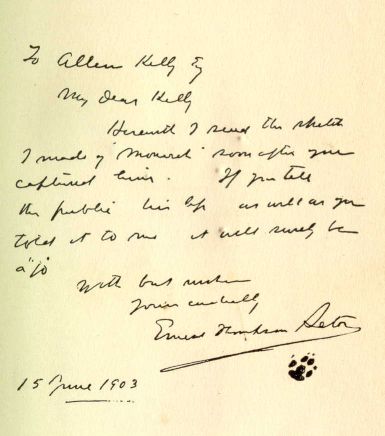 To Allen Kelly Esq
My Dear Kelly
Herewith I send the sketch
I made of "Monarch" soon after you
captured him. If you tell
the public his life as well as you
told it to me it will surely be
a "go
With best wishes
Yours cordially
Ernest Thompson Seton
15 June 1903